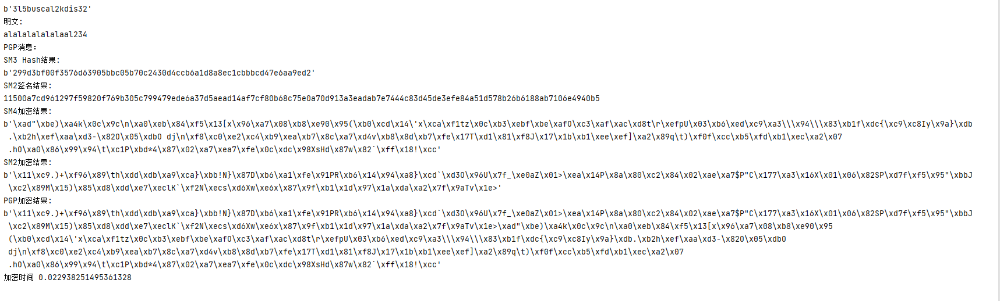 b'3l5buscal2kdis32'
明文:
alalalalalalaal234
PGP消息:
SM3 Hash结果:
b'299d3bf00f3576d63905bbc05b70c2430d4ccb6a1d8a8ec1cbbbcd47e6aa9ed2'
SM2签名结果:
11500a7cd961297f59820f769b305c799479ede6a37d5aead14af7cf80b68c75e0a70d913a3eadab7e7444c83d45de3efe84a51d578b26b6188ab7106e4940b5
SM4加密结果:
b'\xad"\xbe)\xa4k\x0c\x9c\n\xa0\xeb\x84\xf5\x13[x\x96\xa7\x08\xb8\xe90\x95(\xb0\xcd\x14\'x\xca\xf1tz\x0c\xb3\xebf\xbe\xafO\xc3\xaf\xac\xd8t\r\xefpU\x03\xb6\xed\xc9\xa3\\\x94\\\x83\xb1f\xdc{\xc9\xc8Iy\x9a}\xdb
.\xb2h\xef\xaa\xd3-\x82O\x05\xdbO dj\n\xf8\xc0\xe2\xc4\xb9\xea\xb7\x8c\xa7\xd4v\xb8\x8d\xb7\xfe\x17T\xd1\x81\xf8J\x17\x1b\xb1\xee\xef]\xa2\x89q\t)\xf0f\xcc\xb5\xfd\xb1\xec\xa2\x07
.hO\xa0\x86\x99\x94\t\xc1P\xbd*4\x87\x02\xa7\xea7\xfe\x0c\xdc\x98XsHd\x87w\x82`\xff\x18!\xcc'
SM2加密结果:
b'\x11\xc9.)+\xf96\x89\th\xdd\xdb\xa9\xca}\xbb!N}\x87D\xb6\xa1\xfe\x91PR\xb6\x14\x94\xa8}\xcd`\xd3O\x96U\x7f_\xe0aZ\x01>\xea\x14P\x8a\x80\xc2\x84\x02\xae\xa7$P"C\x177\xa3\x16X\x01\x06\x82SP\xd7f\xf5\x95"\xbbJ
\xc2\x89M\x15)\x85\xd8\xdd\xe7\xeclK`\xf2N\xecs\xd6Xw\xe6x\x87\x9f\xb1\x1d\x97\x1a\xda\xa2\x7f\x9aTv\x1e>'
PGP加密结果:
b'\x11\xc9.)+\xf96\x89\th\xdd\xdb\xa9\xca}\xbb!N}\x87D\xb6\xa1\xfe\x91PR\xb6\x14\x94\xa8}\xcd`\xd3O\x96U\x7f_\xe0aZ\x01>\xea\x14P\x8a\x80\xc2\x84\x02\xae\xa7$P"C\x177\xa3\x16X\x01\x06\x82SP\xd7f\xf5\x95"\xbbJ
\xc2\x89M\x15)\x85\xd8\xdd\xe7\xeclK`\xf2N\xecs\xd6Xw\xe6x\x87\x9f\xb1\x1d\x97\x1a\xda\xa2\x7f\x9aTv\x1e>\xad"\xbe)\xa4k\x0c\x9c\n\xa0\xeb\x84\xf5\x13[x\x96\xa7\x08\xb8\xe90\x95
(\xb0\xcd\x14\'x\xca\xf1tz\x0c\xb3\xebf\xbe\xafO\xc3\xaf\xac\xd8t\r\xefpU\x03\xb6\xed\xc9\xa3\\\x94\\\x83\xb1f\xdc{\xc9\xc8Iy\x9a}\xdb.\xb2h\xef\xaa\xd3-\x82O\x05\xdbO
dj\n\xf8\xc0\xe2\xc4\xb9\xea\xb7\x8c\xa7\xd4v\xb8\x8d\xb7\xfe\x17T\xd1\x81\xf8J\x17\x1b\xb1\xee\xef]\xa2\x89q\t)\xf0f\xcc\xb5\xfd\xb1\xec\xa2\x07
.hO\xa0\x86\x99\x94\t\xc1P\xbd*4\x87\x02\xa7\xea7\xfe\x0c\xdc\x98XsHd\x87w\x82`\xff\x18!\xcc'
加密时间 0.022938251495361328